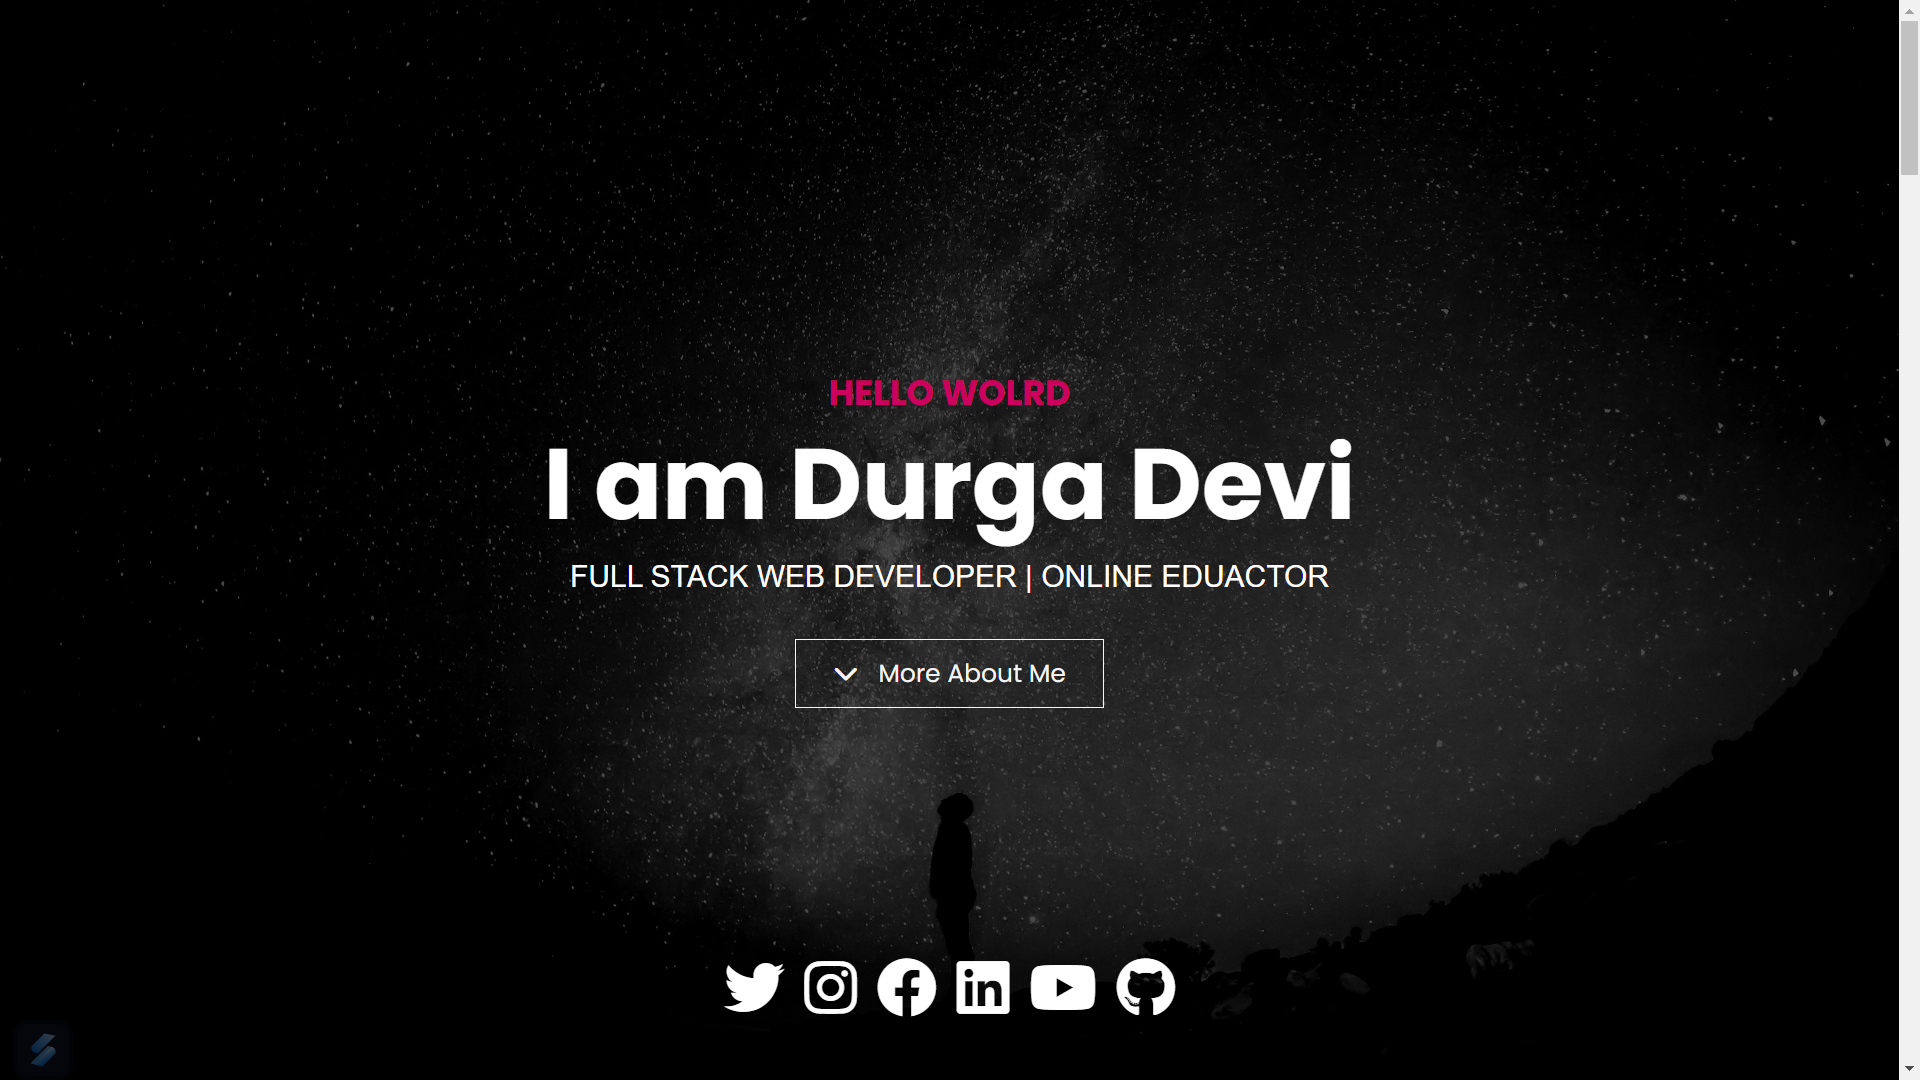 HELLO WOLRD
I am Durga Devi
FULL STACK WEB DEVELOPER | ONLINE EDUACTOR
More About Me